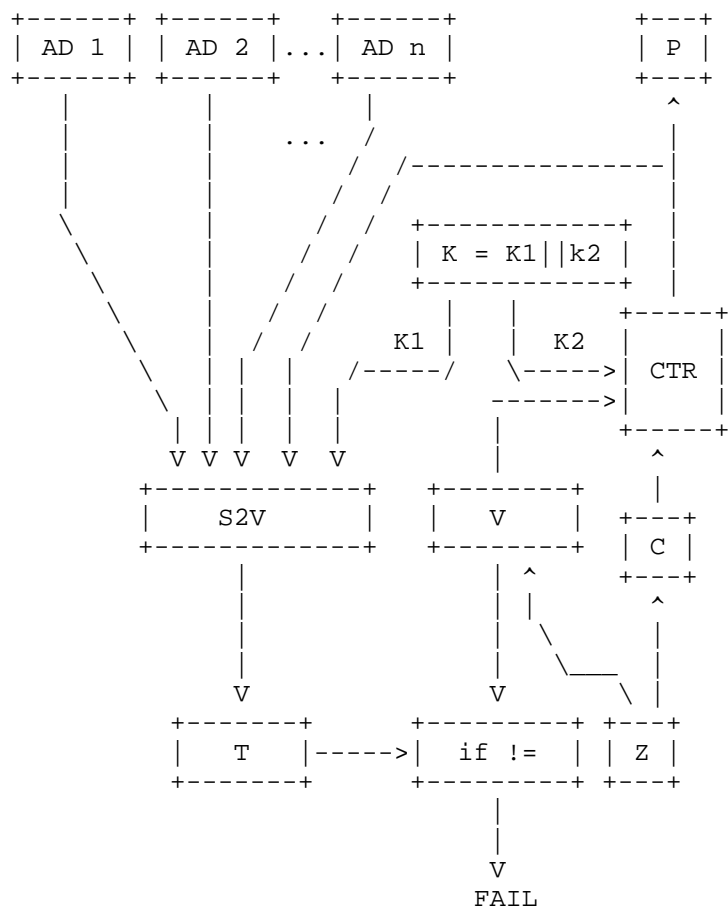 AD 1 AD 2 ... AD n P
...
K = K1||k2
K1 K2
CTR
S2V V
C
T if != Z
FAIL